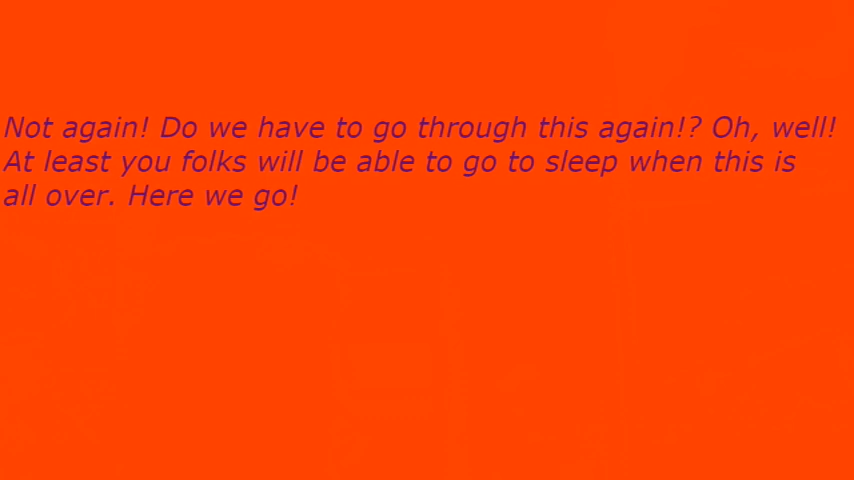 Not again! Do we have to go through this again!? Oh, well!
At least you folks will be able to go to sleep when this is
all over. Here we go!